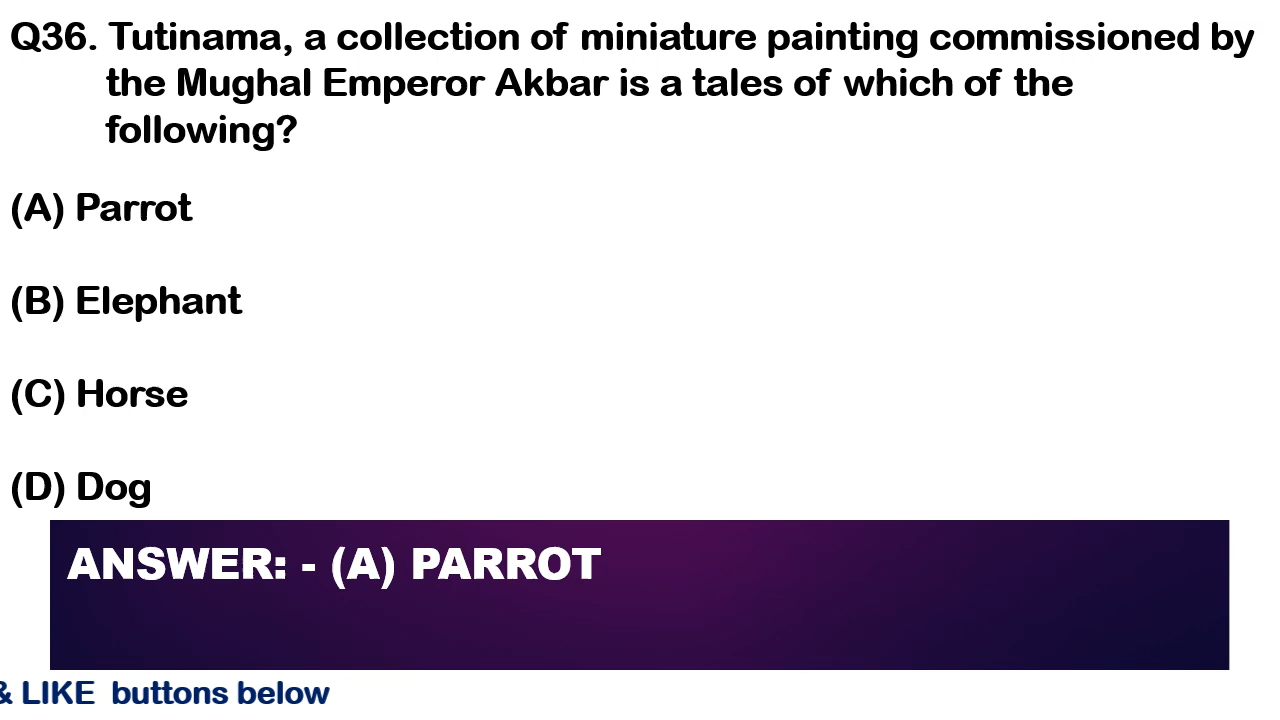 Q36. Tutinama, a collection of miniature painting commissioned by
the Mughal Emperor Akbar is a tales of which of the
following?
(A) Parrot
(B) Elephant
(C) Horse
(D) Dog
ANSWER: - (A) PARROT
& LIKE buttons below